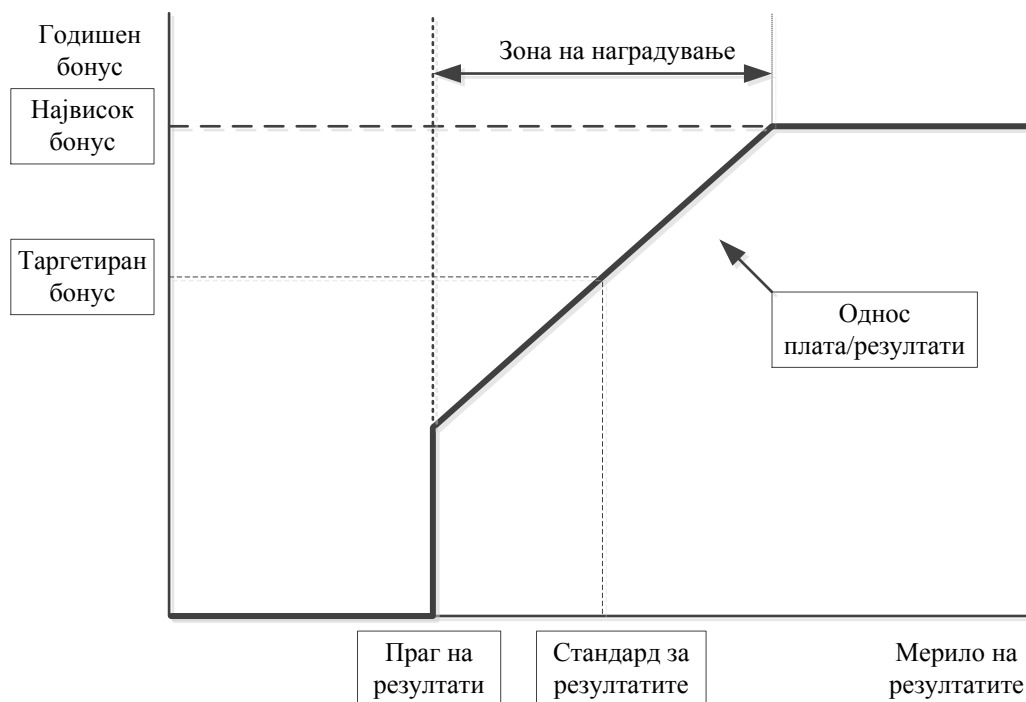 Годишен
бонус
Зона на наградување
Највисок
бонус
Таргетиран
бонус
Однос
плата/резултати
Праг на
резултати
Стандард за
резултатите
Мерило на
резултатите